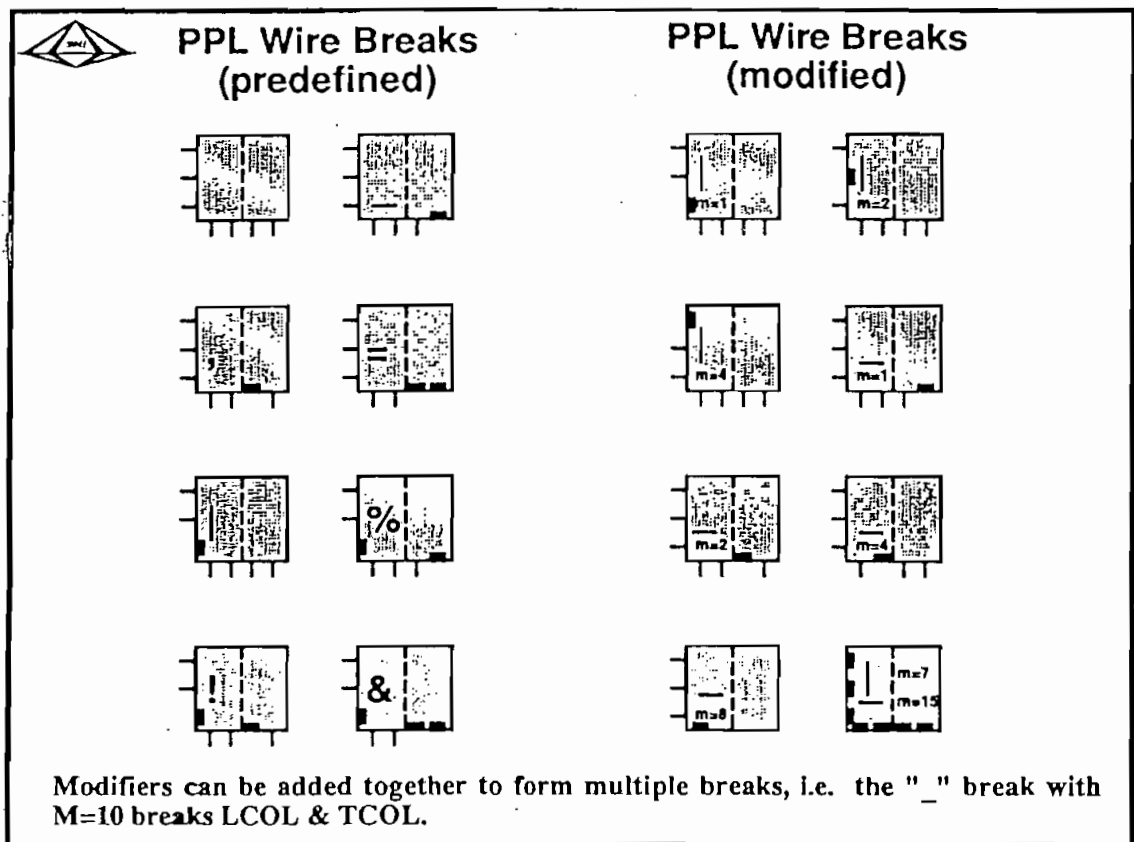 PPL Wire Breaks
(predefined)
PPL Wire Breaks
(modified)
m=1
m=2
,
=
m=4
m=1
|
%
m=2
m=4
!
&
m=8
m=7
m=15
Modifiers can be added together to form multiple breaks, i.e. the "_" break with
M=10 breaks LCOL & TCOL.